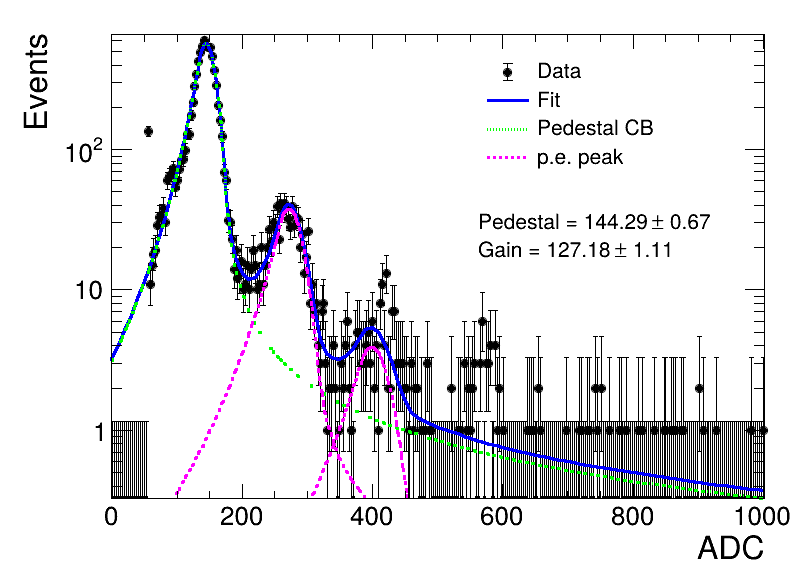 Events
Data
Fit
Pedestal CB
p.e. peak
Pedestal = 144.29 ± 0.67
Gain = 127.18 ± 1.11
10²
10
1
0 200 400 600 800 1000
ADC